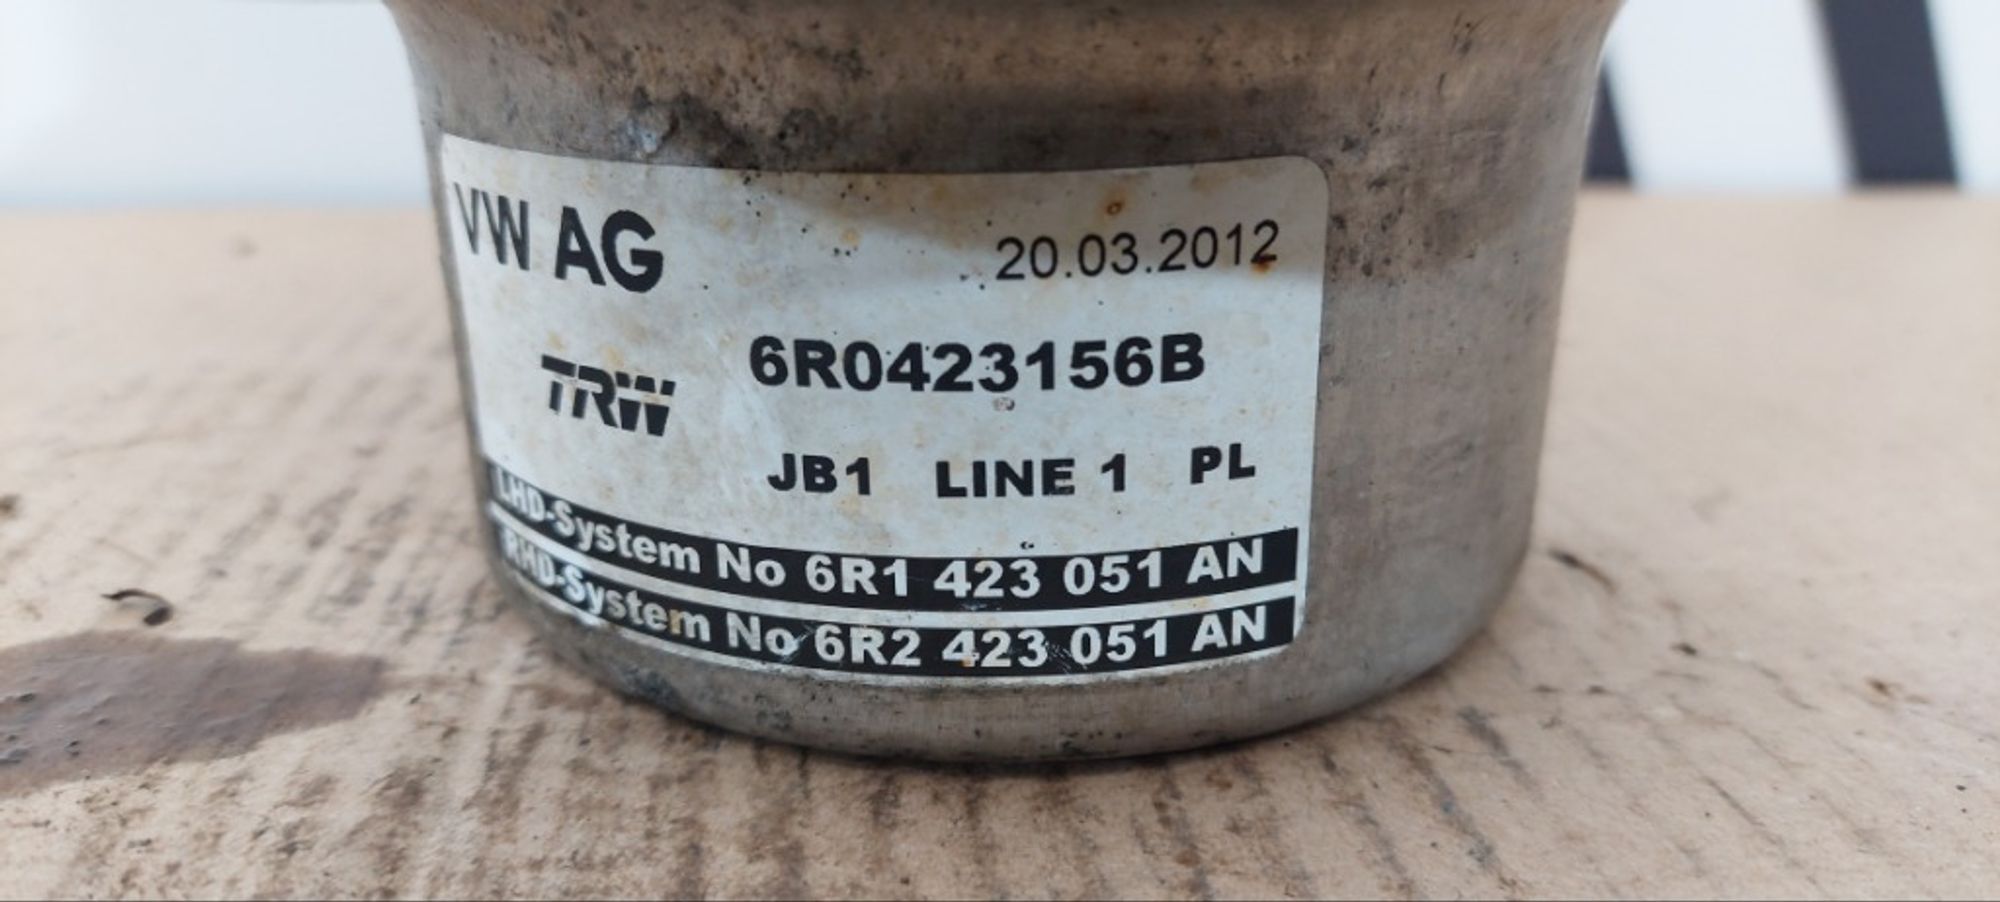 VW AG
20.03.2012
TRW
6R0423156B
JB1 LINE 1 PL
LHD-System No 6R1 423 051 AN
RHD-System No 6R2 423 051 AN